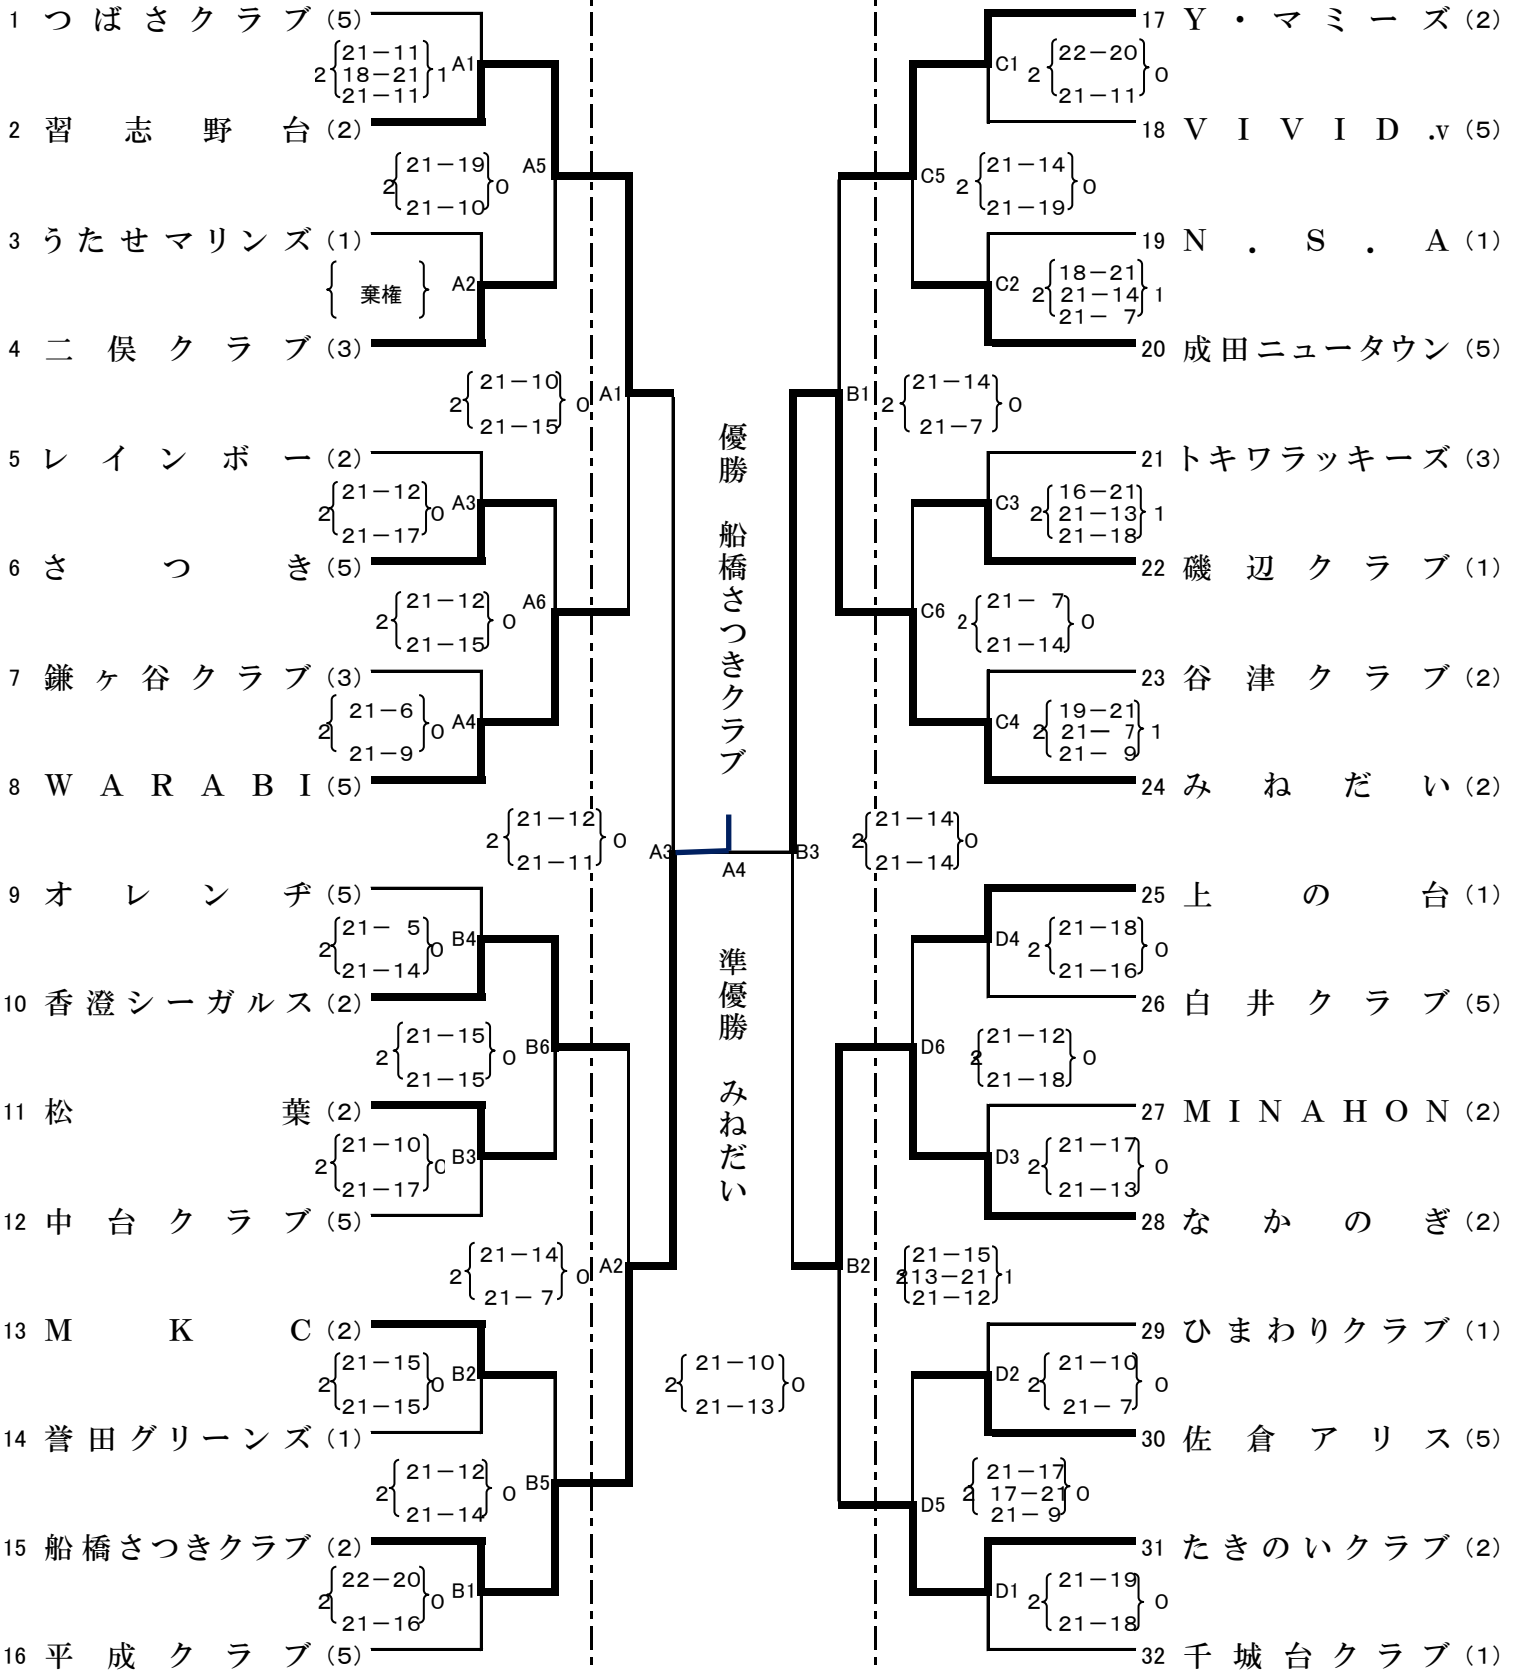 1 つばさクラブ (5)
2 { 21－11 18－21 21－11 } 1 A1
2 習志野台 (2)
2 { 21－19 21－10 } 0 A5
3 うたせマリンズ (1)
{ 棄権 } A2
4 二俣クラブ (3)
2 { 21－10 21－15 } 0 A1
5 レインボー (2)
2 { 21－12 21－17 } 0 A3
6 さつき (5)
2 { 21－12 21－15 } 0 A6
7 鎌ヶ谷クラブ (3)
2 { 21－6 21－9 } 0 A4
8 WARABI (5)
2 { 21－12 21－11 } 0 A3
9 オレンヂ (5)
2 { 21－ 5 21－14 } 0 B4
10 香澄シーガルス (2)
2 { 21－15 21－15 } 0 B6
11 松葉 (2)
2 { 21－10 21－17 } 0 B3
12 中台クラブ (5)
2 { 21－14 21－ 7 } 0 A2
13 MKC (2)
2 { 21－15 21－15 } 0 B2
14 誉田グリーンズ (1)
2 { 21－12 21－14 } 0 B5
15 船橋さつきクラブ (2)
2 { 22－20 21－16 } 0 B1
16 平成クラブ (5)
優勝 船橋さつきクラブ
A4
準優勝 みねだい
2 { 21－10 21－13 } 0
17 Y・マミーズ (2)
C1 2 { 22－20 21－11 } 0
18 VIVID.v (5)
C5 2 { 21－14 21－19 } 0
19 N.S.A (1)
C2 2 { 18－21 21－14 21－ 7 } 1
20 成田ニュータウン (5)
B1 2 { 21－14 21－7 } 0
21 トキワラッキーズ (3)
C3 2 { 16－21 21－13 21－18 } 1
22 磯辺クラブ (1)
C6 2 { 21－ 7 21－14 } 0
23 谷津クラブ (2)
C4 2 { 19－21 21－ 7 21－ 9 } 1
24 みねだい (2)
B3 2 { 21－14 21－14 } 0
25 上の台 (1)
D4 2 { 21－18 21－16 } 0
26 白井クラブ (5)
D6 2 { 21－12 21－18 } 0
27 MINAHON (2)
D3 2 { 21－17 21－13 } 0
28 なかのぎ (2)
B2 2 { 21－15 13－21 21－12 } 1
29 ひまわりクラブ (1)
D2 2 { 21－10 21－ 7 } 0
30 佐倉アリス (5)
D5 2 { 21－17 17－21 21－ 9 } 0
31 たきのいクラブ (2)
D1 2 { 21－19 21－18 } 0
32 千城台クラブ (1)